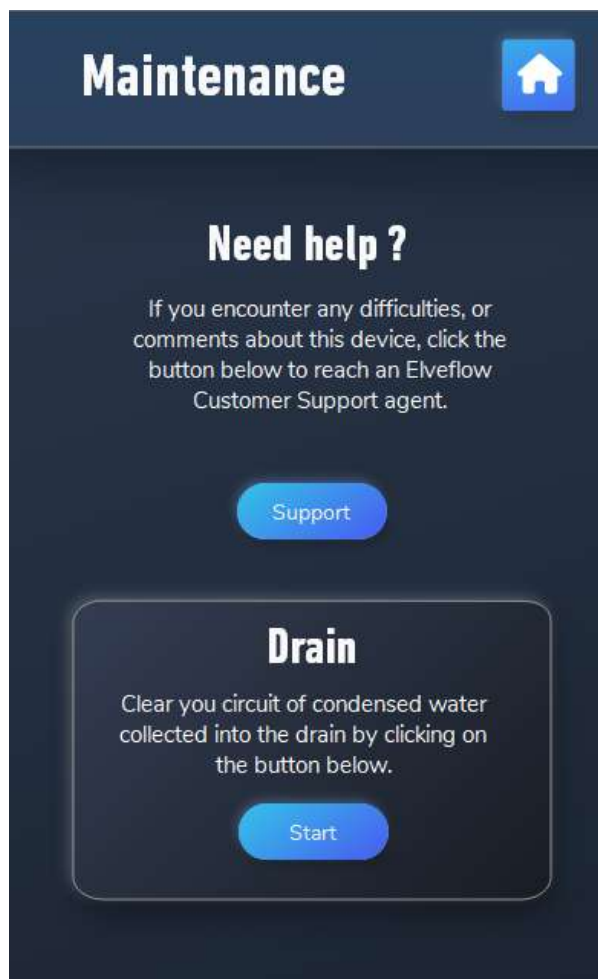 Maintenance
Need help ?
If you encounter any difficulties, or
comments about this device, click the
button below to reach an Elveflow
Customer Support agent.
Support
Drain
Clear you circuit of condensed water
collected into the drain by clicking on
the button below.
Start